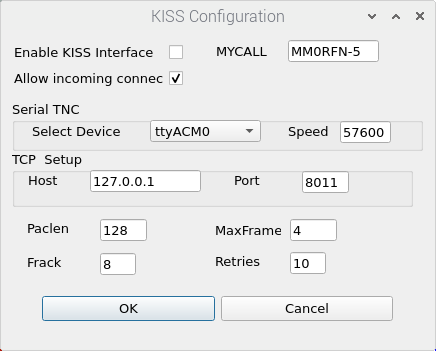 KISS Configuration
Enable KISS Interface MYCALL MM0RFN-5
Allow incoming connec
Serial TNC
Select Device ttyACM0 Speed 57600
TCP Setup
Host 127.0.0.1 Port 8011
Paclen 128 MaxFrame 4
Frack 8 Retries 10
OK Cancel